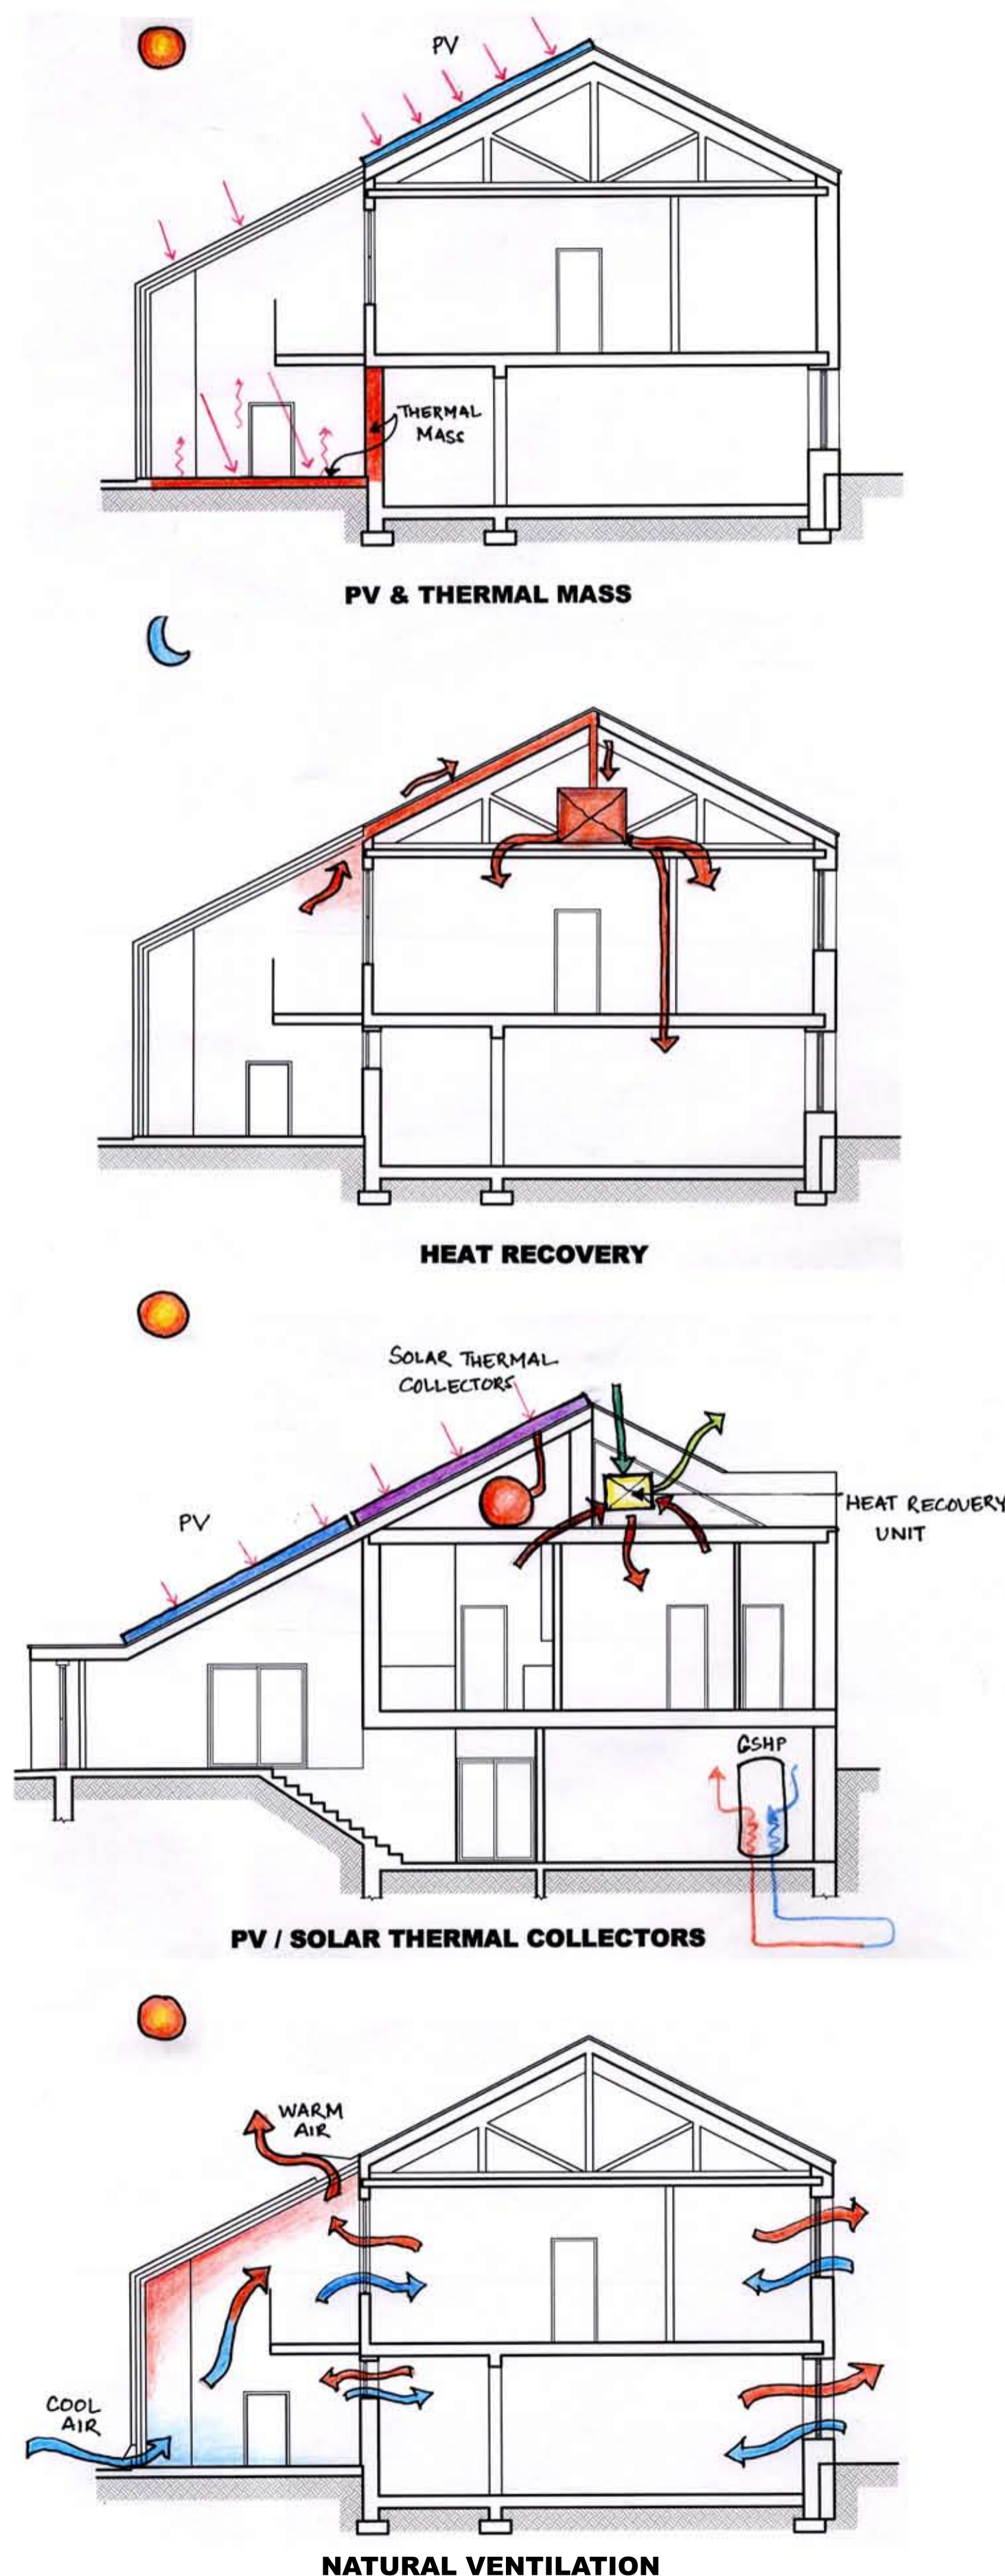 PV
THERMAL
MASS
PV & THERMAL MASS
HEAT RECOVERY
SOLAR THERMAL
COLLECTORS
PV
HEAT RECOVERY
UNIT
GSHP
PV / SOLAR THERMAL COLLECTORS
WARM
AIR
COOL
AIR
NATURAL VENTILATION